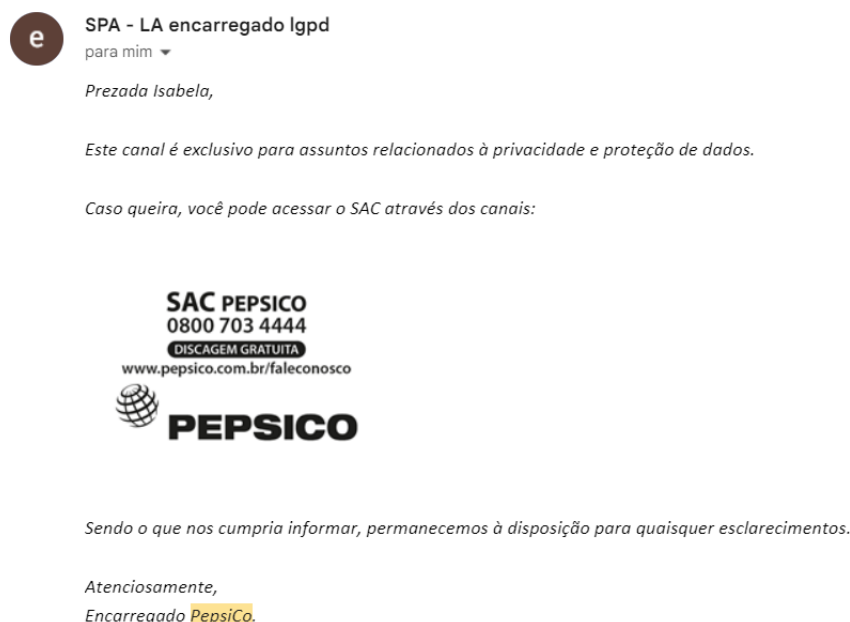 e
SPA - LA encarregado lgpd
para mim
Prezada Isabela,
Este canal é exclusivo para assuntos relacionados à privacidade e proteção de dados.
Caso queira, você pode acessar o SAC através dos canais:
SAC PEPSICO
0800 703 4444
DISCAGEM GRATUITA
www.pepsico.com.br/faleconosco
PEPSICO
Sendo o que nos cumpria informar, permanecemos à disposição para quaisquer esclarecimentos.
Atenciosamente,
Encarregado PepsiCo.